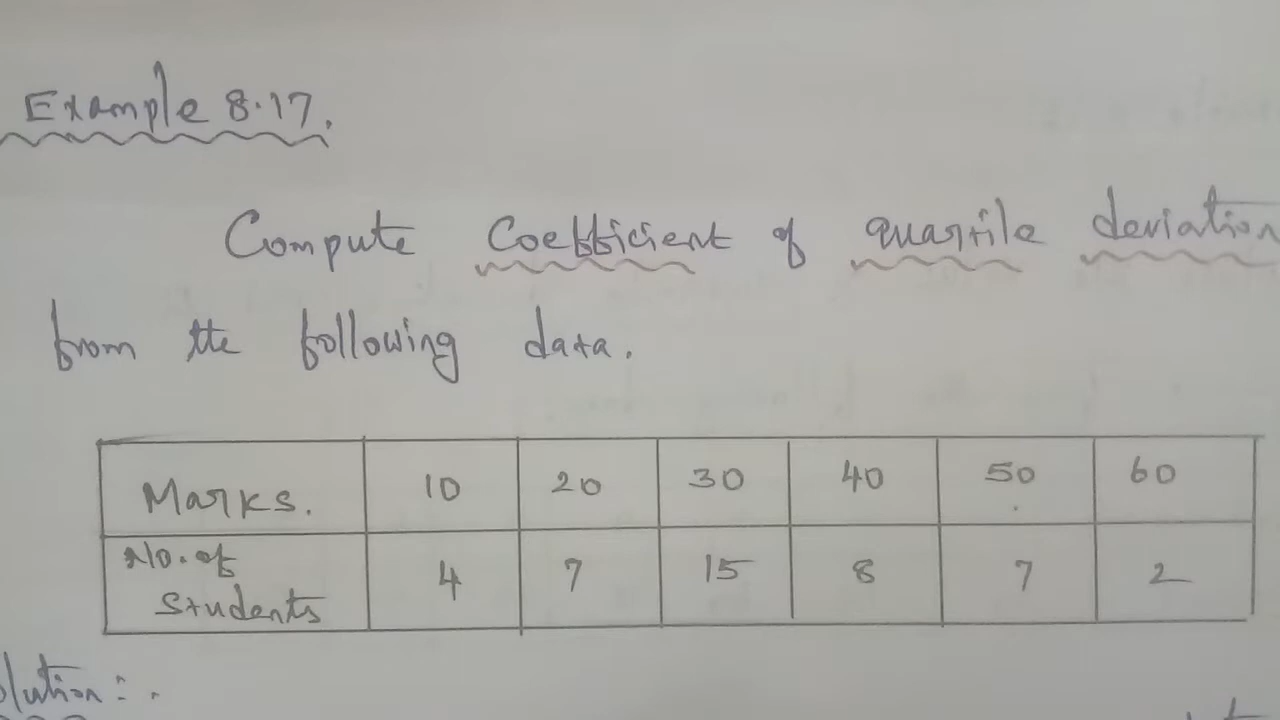 Example 8.17.
Compute Coefficient of quartile deviation
from the following data.
Marks. 10 20 30 40 50 60
No. of
Students 4 7 15 8 7 2
olution :.